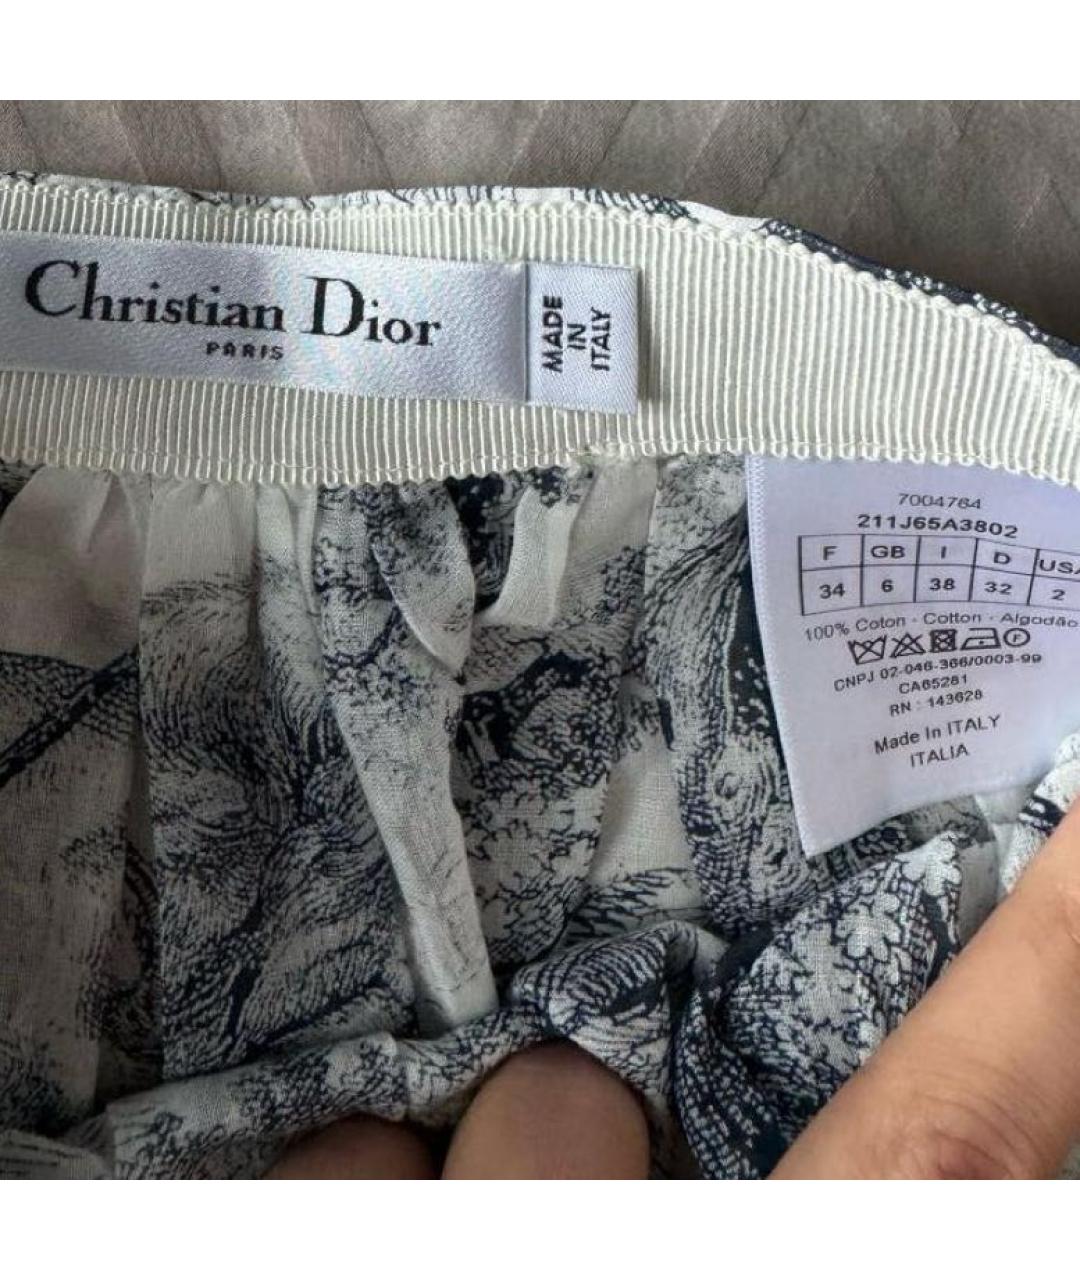 Christian Dior
PARIS
MADE
IN
ITALY
7004764
211J65A3802
F GB I D USA
34 6 38 32 2
100% Coton - Cotton - Algodão
CNPJ 02-046-366/0003-99
CA65281
RN : 143628
Made In ITALY
ITALIA